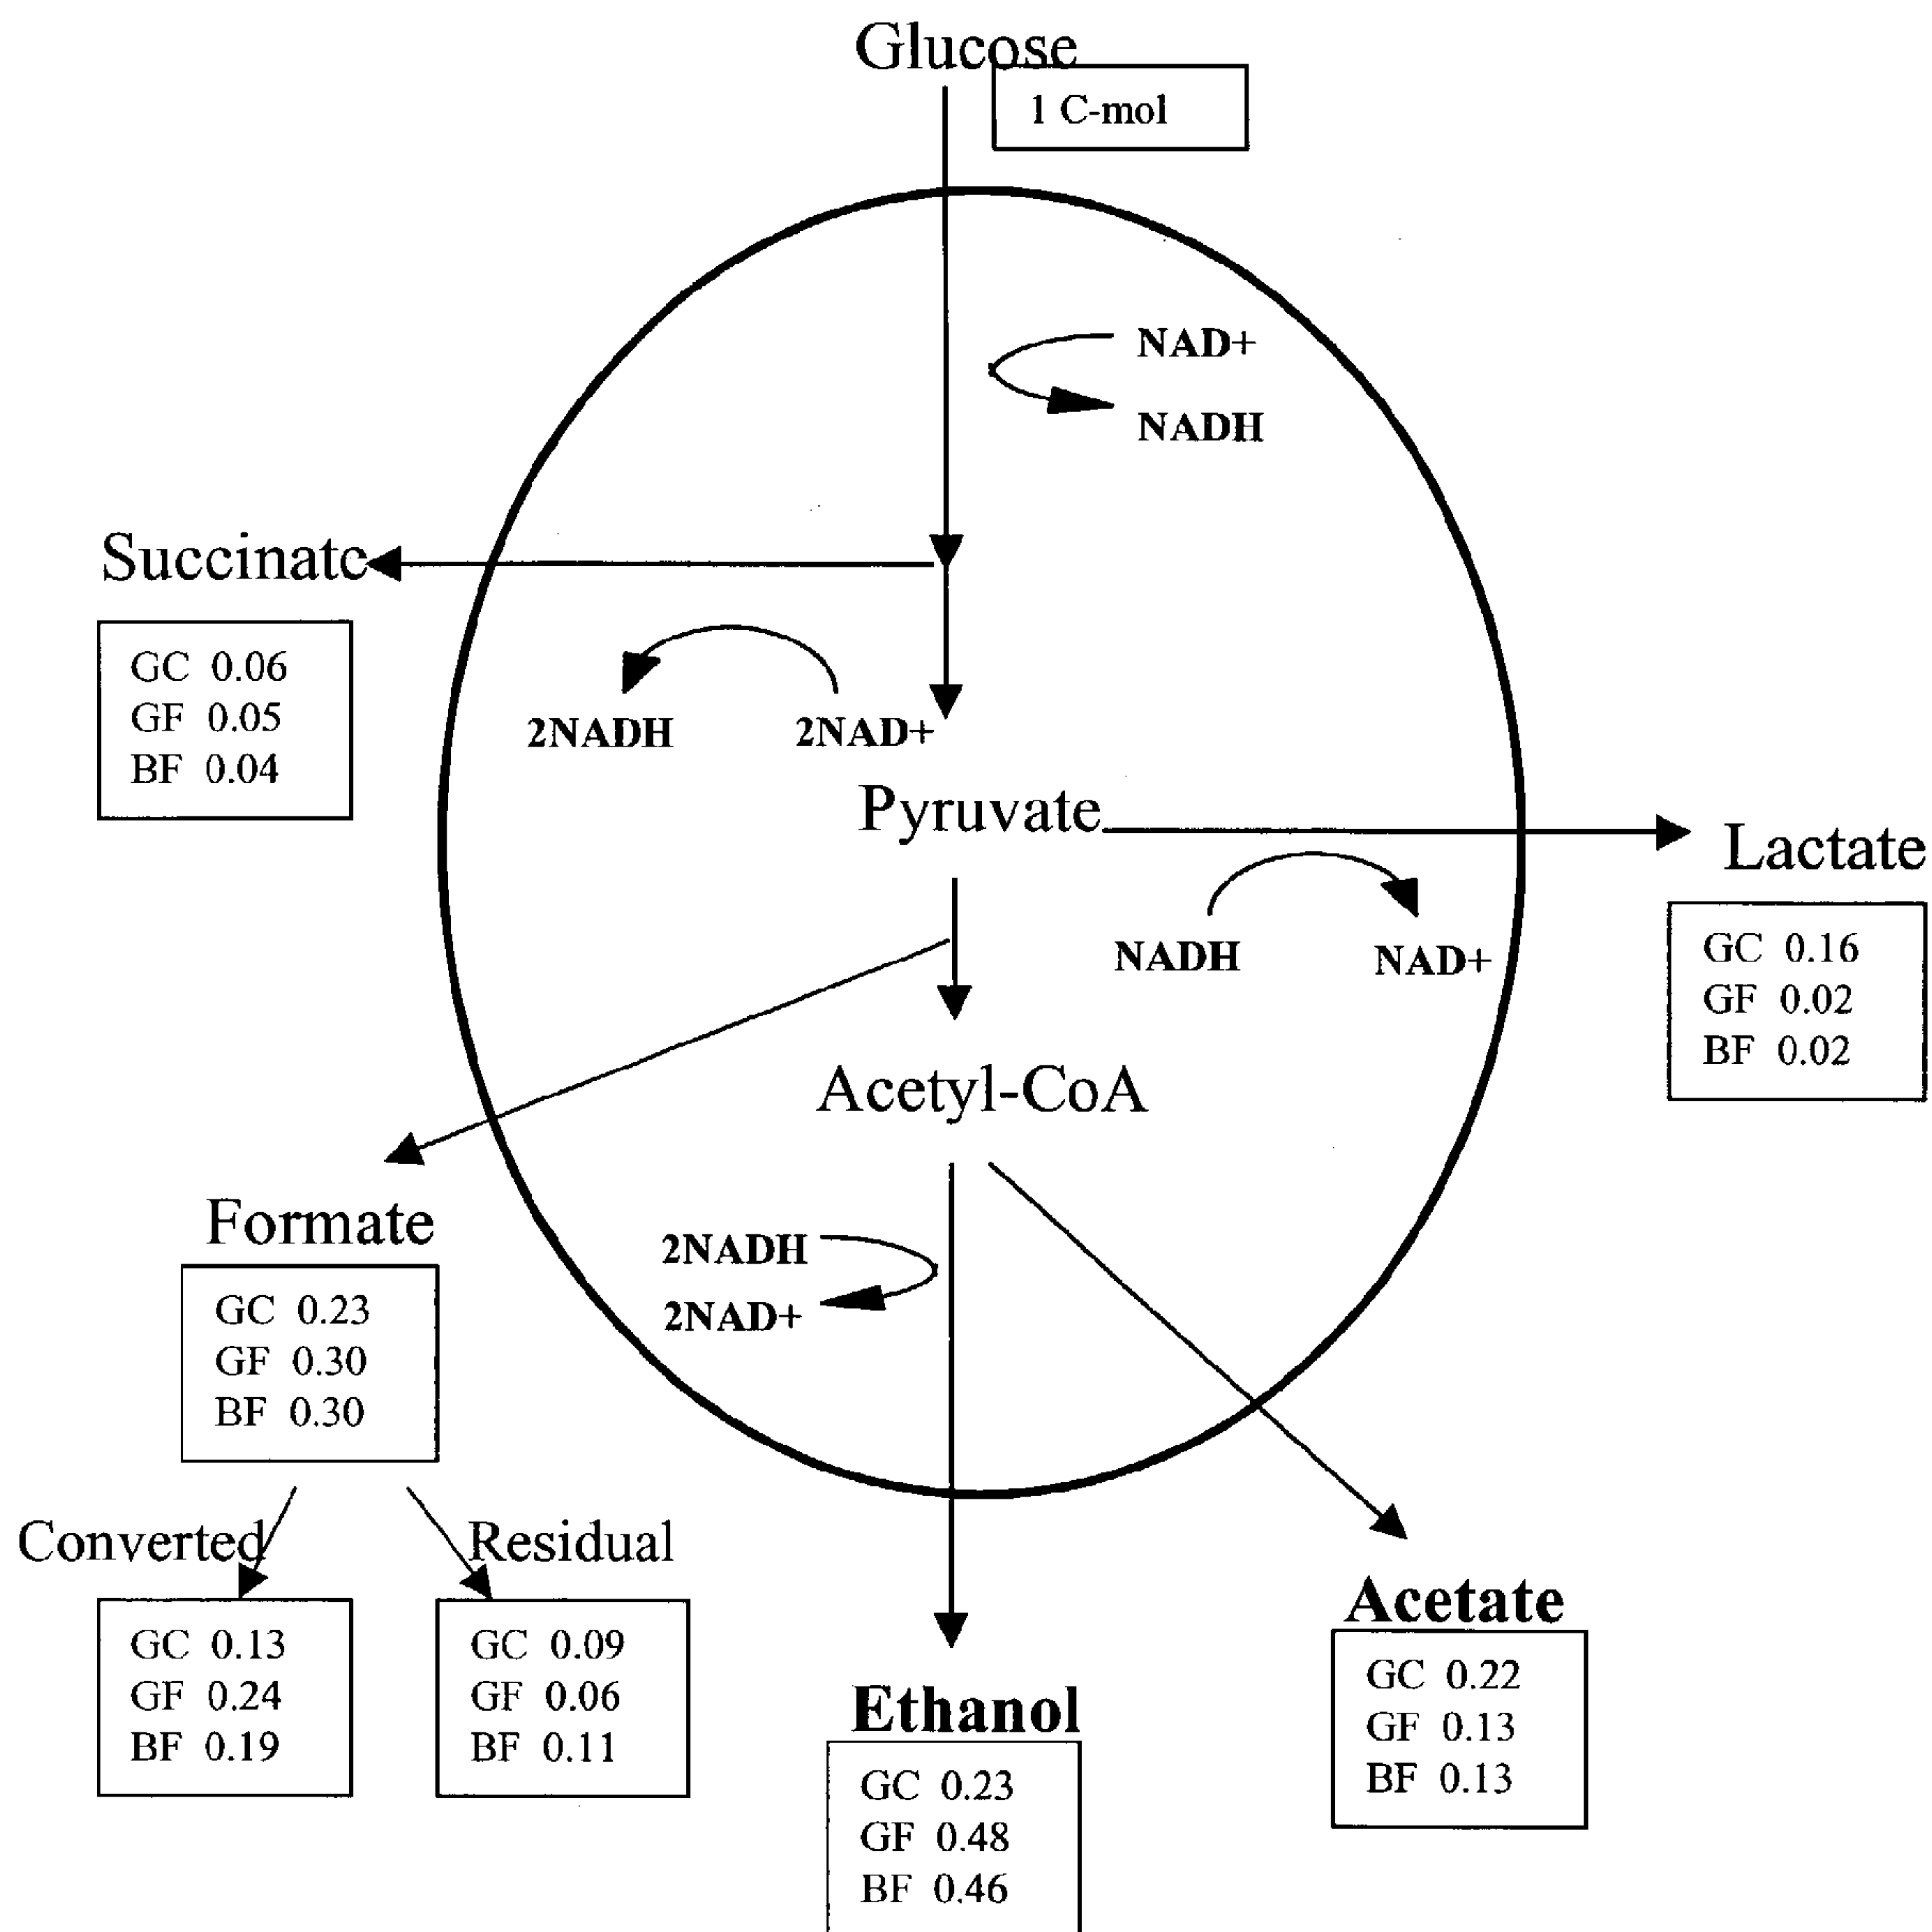 Glucose
1 C-mol
NAD+
NADH
Succinate
GC 0.06
GF 0.05
BF 0.04
2NADH
2NAD+
Pyruvate
Lactate
NADH
NAD+
GC 0.16
GF 0.02
BF 0.02
Acetyl-CoA
Formate
GC 0.23
GF 0.30
BF 0.30
2NADH
2NAD+
Converted
Residual
GC 0.13
GF 0.24
BF 0.19
GC 0.09
GF 0.06
BF 0.11
Ethanol
GC 0.23
GF 0.48
BF 0.46
Acetate
GC 0.22
GF 0.13
BF 0.13